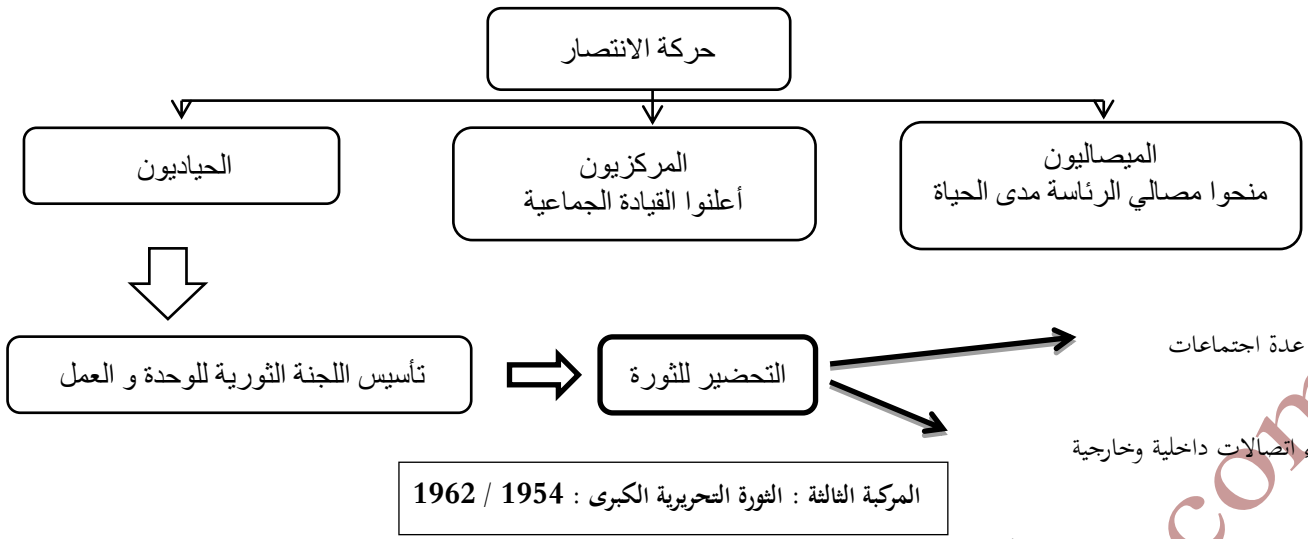 حركة الانتصار
الميصاليون
منحوا مصالي الرئاسة مدى الحياة
المركزيون
أعلنوا القيادة الجماعية
الحياديون
عدة اجتماعات
تأسيس اللجنة الثورية للوحدة و العمل
التحضير للثورة
اتصالات داخلية وخارجية
المركبة الثالثة : الثورة التحريرية الكبرى : 1954 / 1962
com